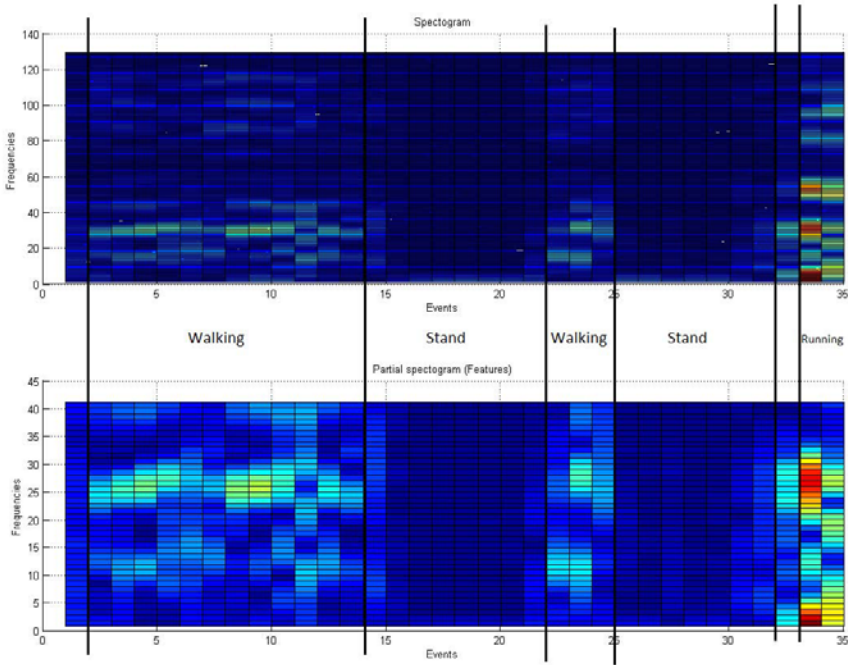 Spectogram
140
120
100
80
60
40
20
0
Frequencies
0 5 10 15 20 25 30 35
Events
Walking Stand Walking Stand Running
Partial spectogram (Features)
45
40
35
30
25
20
15
10
5
0
Frequencies
0 5 10 15 20 25 30 35
Events